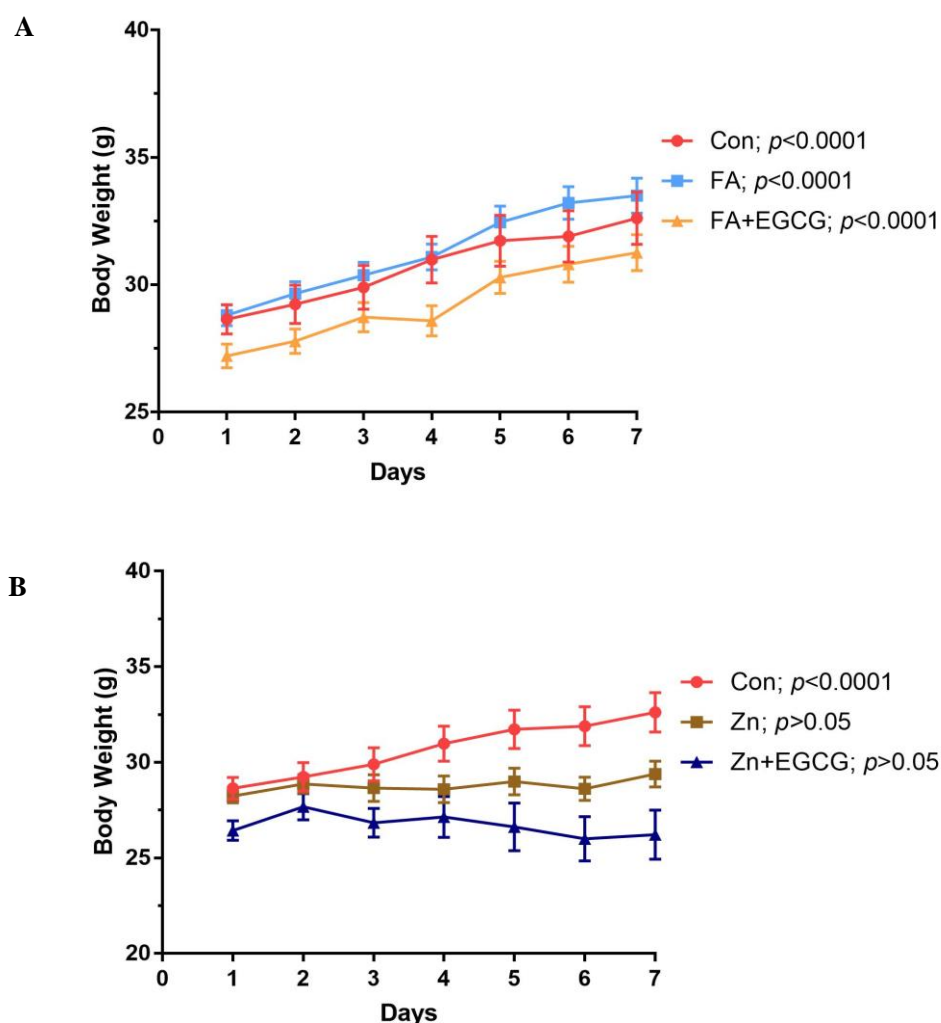 A
40
35
30
25
Body Weight (g)
0 1 2 3 4 5 6 7
Days
Con; p<0.0001
FA; p<0.0001
FA+EGCG; p<0.0001
B
40
35
30
25
20
Body Weight (g)
0 1 2 3 4 5 6 7
Days
Con; p<0.0001
Zn; p>0.05
Zn+EGCG; p>0.05